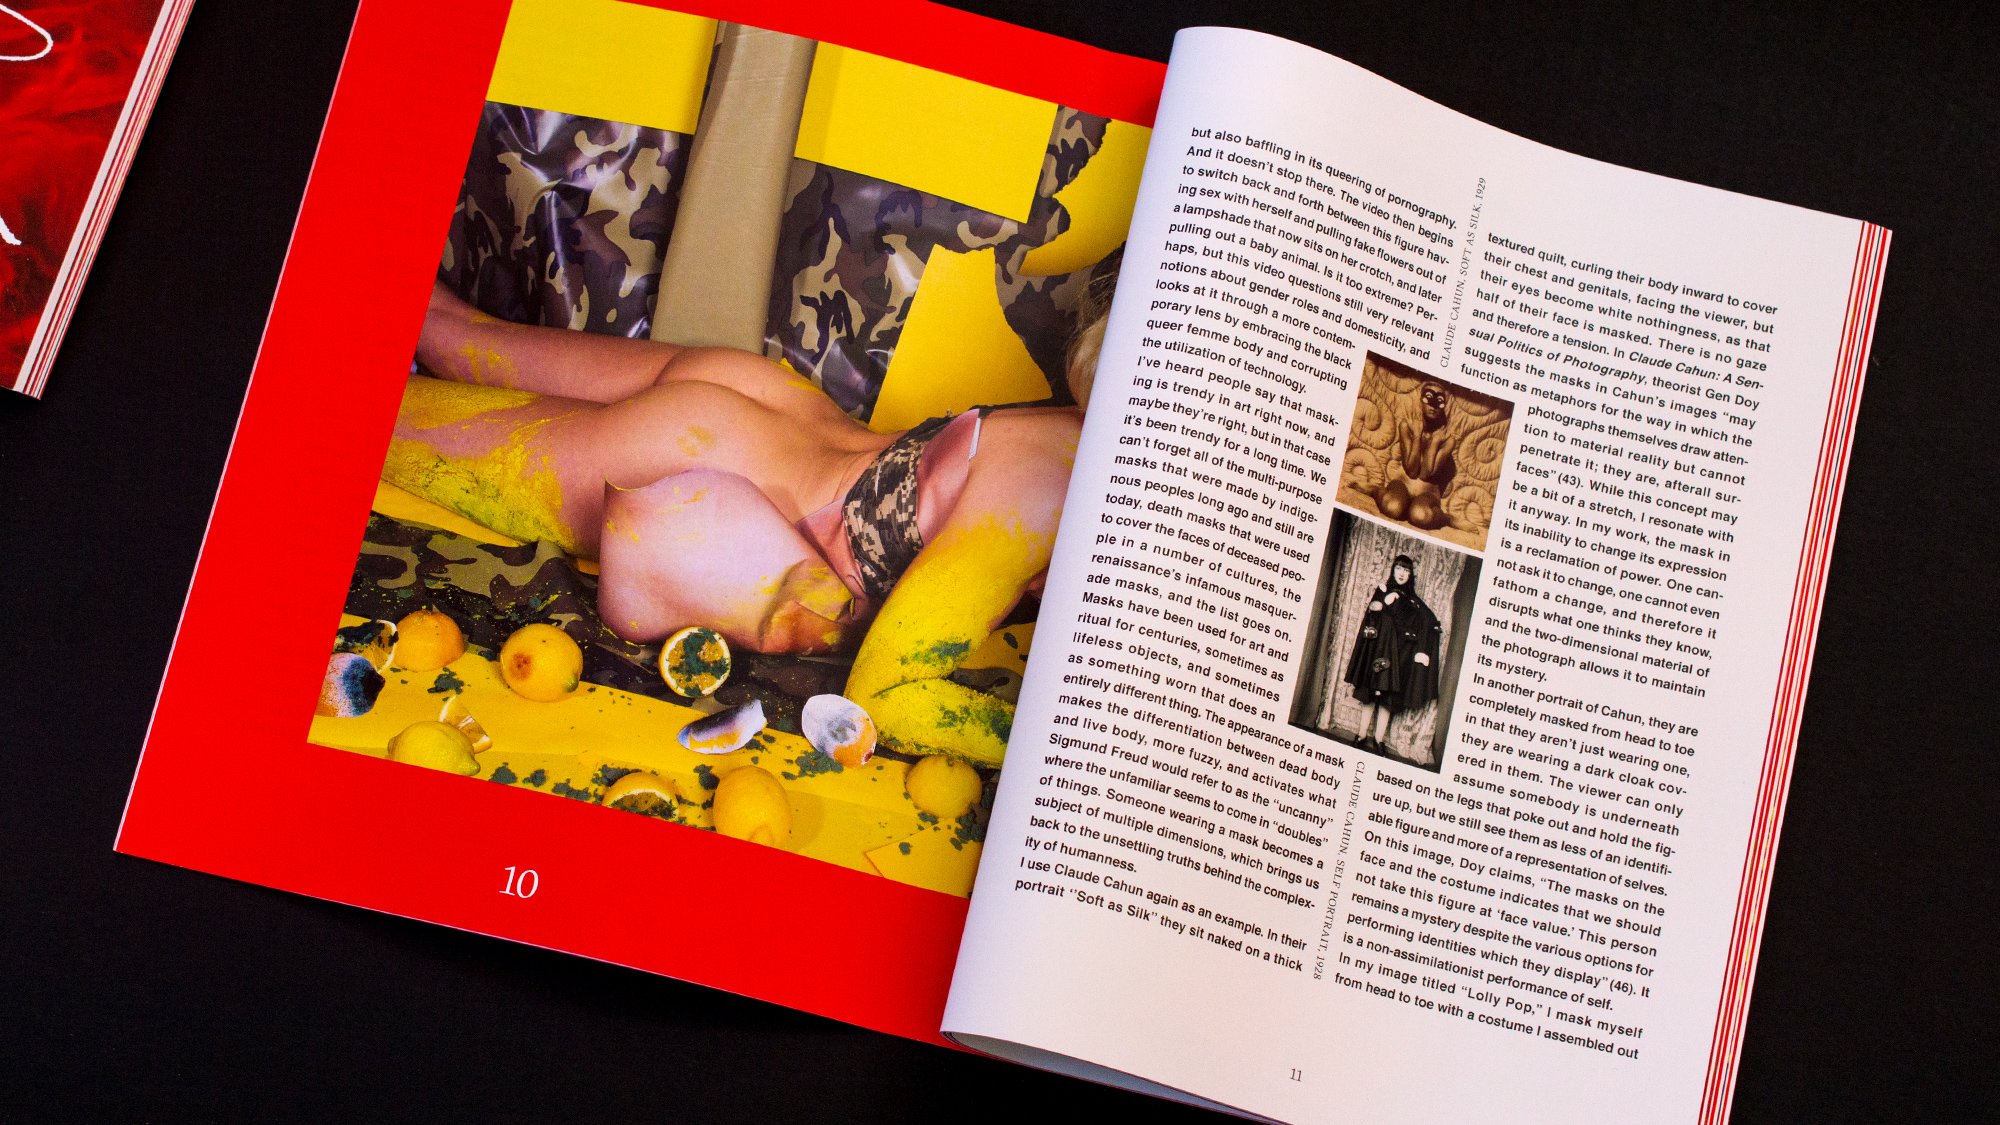 10
but also baffling in its queering of pornography.
And it doesn't stop there. The video then begins
to switch back and forth between this figure hav-
ing sex with herself and pulling fake flowers out of
a lampshade that now sits on her crotch, and later
pulling out a baby animal. Is it too extreme? Per-
haps, but this video questions still very relevant
notions about gender roles and domesticity, and
looks at it through a more contem-
porary lens by embracing the black
queer femme body and corrupting
the utilization of technology.
I've heard people say that mask-
ing is trendy in art right now, and
maybe they're right, but in that case
it's been trendy for a long time. We
can't forget all of the multi-purpose
masks that were made by indige-
nous peoples long ago and still are
today, death masks that were used
to cover the faces of deceased peo-
ple in a number of cultures, the
renaissance's infamous masquer-
ade masks, and the list goes on.
Masks have been used for art and
ritual for centuries, sometimes as
lifeless objects, and sometimes
as something worn that does an
entirely different thing. The appearance of a mask
makes the differentiation between dead body
and live body, more fuzzy, and activates what
Sigmund Freud would refer to as the "uncanny"
where the unfamiliar seems to come in "doubles"
of things. Someone wearing a mask becomes a
subject of multiple dimensions, which brings us
back to the unsettling truths behind the complex-
ity of humanness.
I use Claude Cahun again as an example. In their
portrait "Soft as Silk" they sit naked on a thick
CLAUDE CAHUN, SOFT AS SILK, 1929
textured quilt, curling their body inward to cover
their chest and genitals, facing the viewer, but
their eyes become white nothingness, as that
half of their face is masked. There is no gaze
and therefore a tension. In Claude Cahun: A Sen-
sual Politics of Photography, theorist Gen Doy
suggests the masks in Cahun's images "may
function as metaphors for the way in which the
photographs themselves draw atten-
tion to material reality but cannot
penetrate it; they are, afterall sur-
faces" (43). While this concept may
be a bit of a stretch, I resonate with
it anyway. In my work, the mask in
its inability to change its expression
is a reclamation of power. One can-
not ask it to change, one cannot even
fathom a change, and therefore it
disrupts what one thinks they know,
and the two-dimensional material of
the photograph allows it to maintain
its mystery.
In another portrait of Cahun, they are
completely masked from head to toe
in that they aren't just wearing one,
they are wearing a dark cloak cov-
ered in them. The viewer can only
assume somebody is underneath
based on the legs that poke out and hold the fig-
ure up, but we still see them as less of an identifi-
able figure and more of a representation of selves.
On this image, Doy claims, "The masks on the
face and the costume indicates that we should
not take this figure at 'face value.' This person
remains a mystery despite the various options for
performing identities which they display" (46). It
is a non-assimilationist performance of self.
In my image titled "Lolly Pop," I mask myself
from head to toe with a costume I assembled out
CLAUDE CAHUN, SELF PORTRAIT, 1928
11